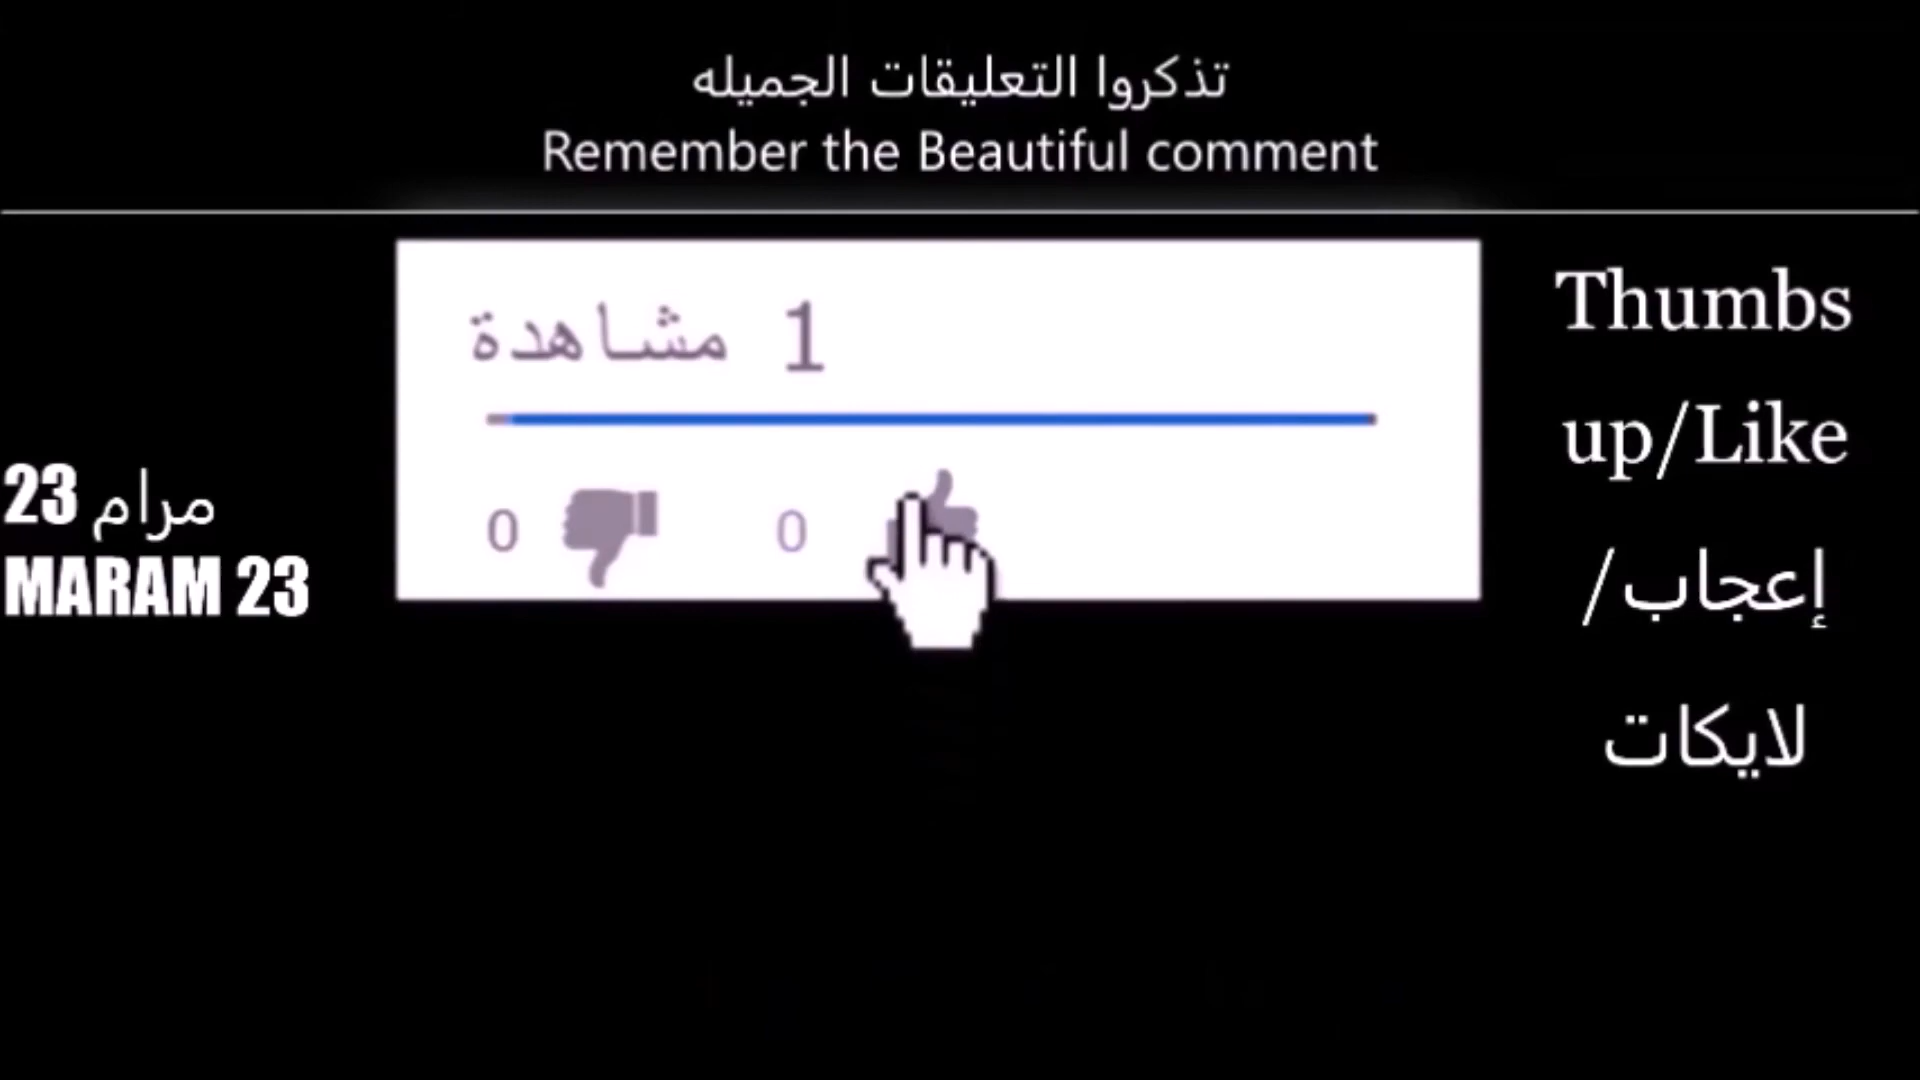 تذكروا التعليقات الجميله
Remember the Beautiful comment
1 مشاهدة
0 0
مرام 23
MARAM 23
Thumbs
up/Like
إعجاب/
لايكات